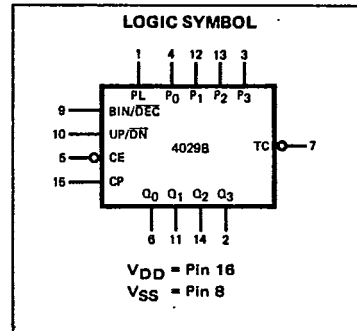 LOGIC SYMBOL
1 4 12 13 3
PL P0 P1 P2 P3
9 BIN/DEC
10 UP/DN
5 CE
15 CP
4029B
TC 7
Q0 Q1 Q2 Q3
6 11 14 2
VDD = Pin 16
VSS = Pin 8